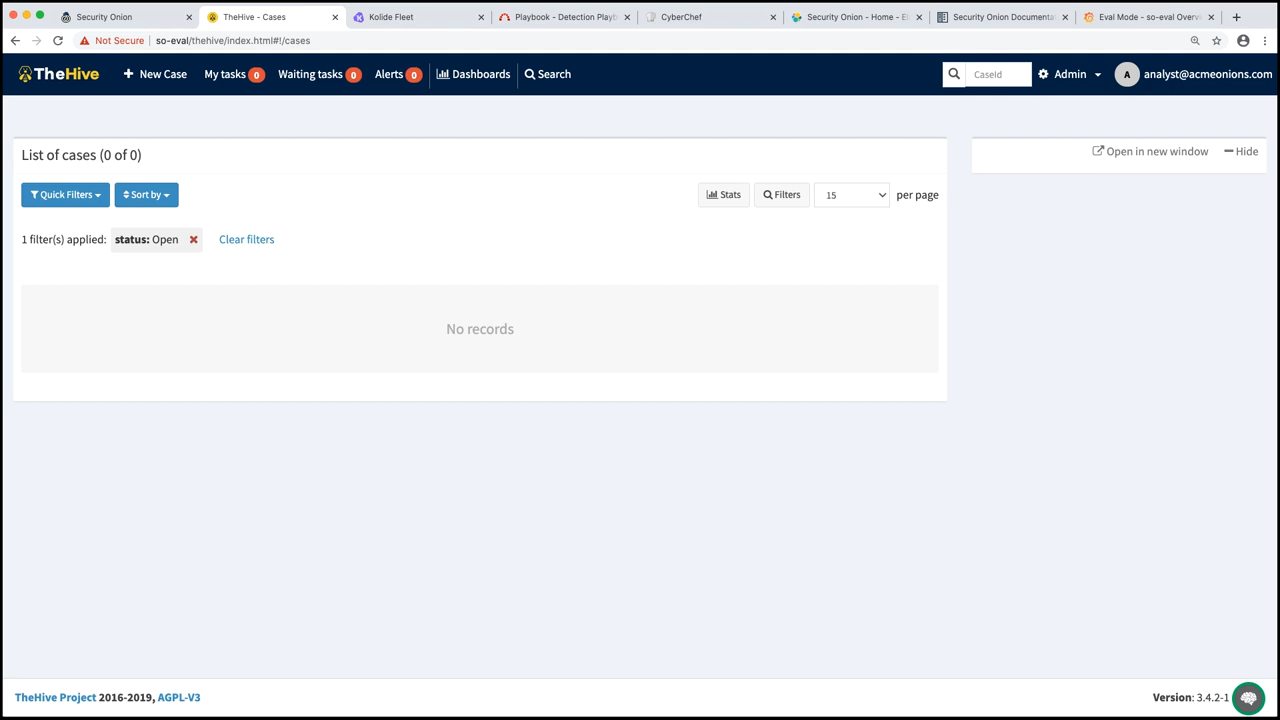 Security Onion
TheHive - Cases
Kolide Fleet
Playbook - Detection Playb
CyberChef
Security Onion - Home - El
Security Onion Documentat
Eval Mode - so-eval Overvi
Not Secure so-eval/thehive/index.html#!/cases
TheHive
New Case
My tasks 0
Waiting tasks 0
Alerts 0
Dashboards
Search
CaseId
Admin
A analyst@acmeonions.com
List of cases (0 of 0)
Open in new window
Hide
Quick Filters
Sort by
Stats
Filters
15
per page
1 filter(s) applied: status: Open
Clear filters
No records
TheHive Project 2016-2019, AGPL-V3
Version: 3.4.2-1